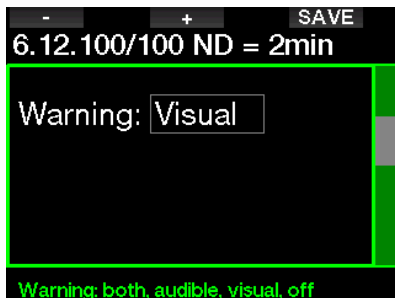 - + SAVE
6.12.100/100 ND = 2min
Warning: Visual
Warning: both, audible, visual, off